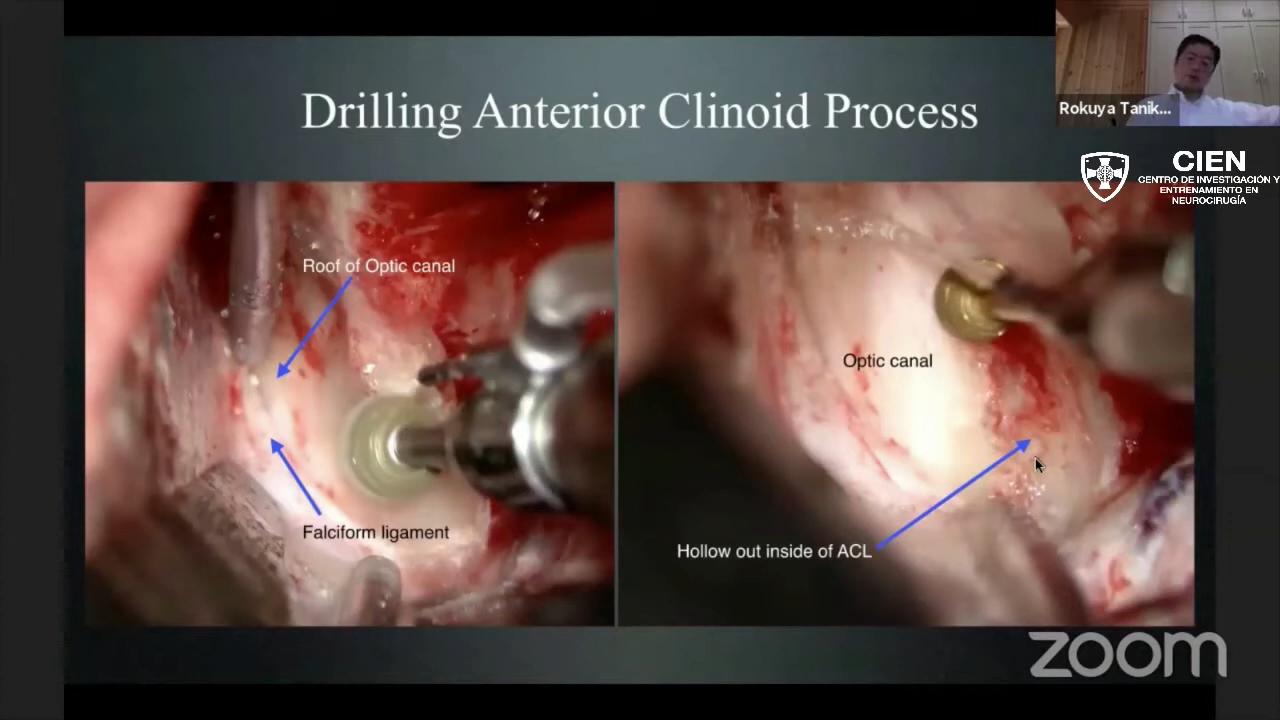 Drilling Anterior Clinoid Process
Rokuya Tanik...
CIEN
CENTRO DE INVESTIGACIÓN Y
ENTRENAMIENTO EN
NEUROCIRUGÍA
Roof of Optic canal
Falciform ligament
Optic canal
Hollow out inside of ACL
zoom